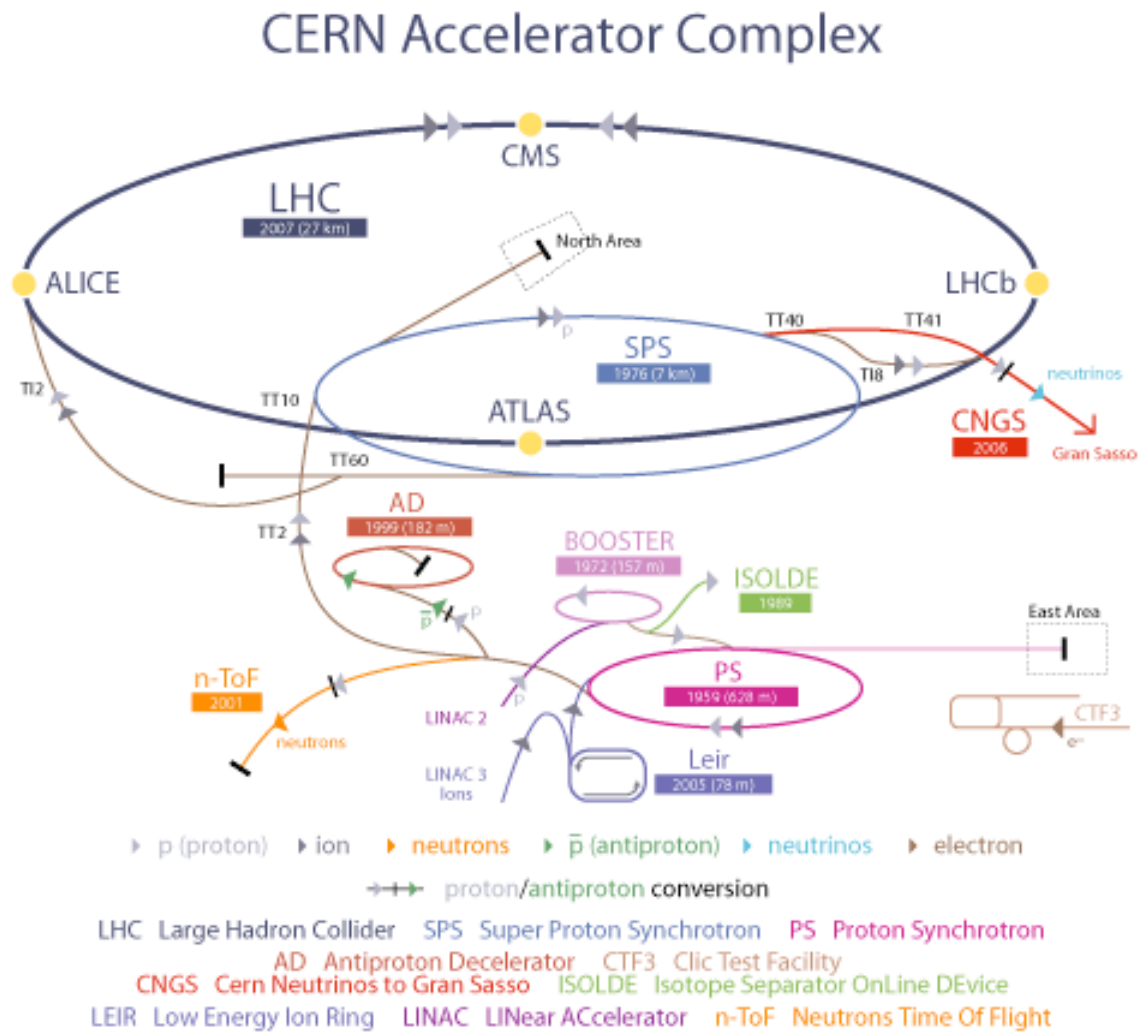 CERN Accelerator Complex
CMS
LHC
2007 (27 km)
North Area
ALICE
LHCb
p
TT40
TT41
SPS
1976 (7 km)
TI2
TT10
TI8
neutrinos
ATLAS
CNGS
2006
Gran Sasso
TT60
AD
1999 (182 m)
TT2
BOOSTER
1972 (157 m)
ISOLDE
1989
p̅
p
East Area
n-ToF
2001
PS
1959 (628 m)
p
LINAC 2
neutrons
CTF3
e⁻
LINAC 3
Ions
Leir
2005 (78 m)
p (proton) ion neutrons p̅ (antiproton) neutrinos electron
proton/antiproton conversion
LHC Large Hadron Collider SPS Super Proton Synchrotron PS Proton Synchrotron
AD Antiproton Decelerator CTF3 Clic Test Facility
CNGS Cern Neutrinos to Gran Sasso ISOLDE Isotope Separator OnLine DEvice
LEIR Low Energy Ion Ring LINAC LINear ACcelerator n-ToF Neutrons Time Of Flight